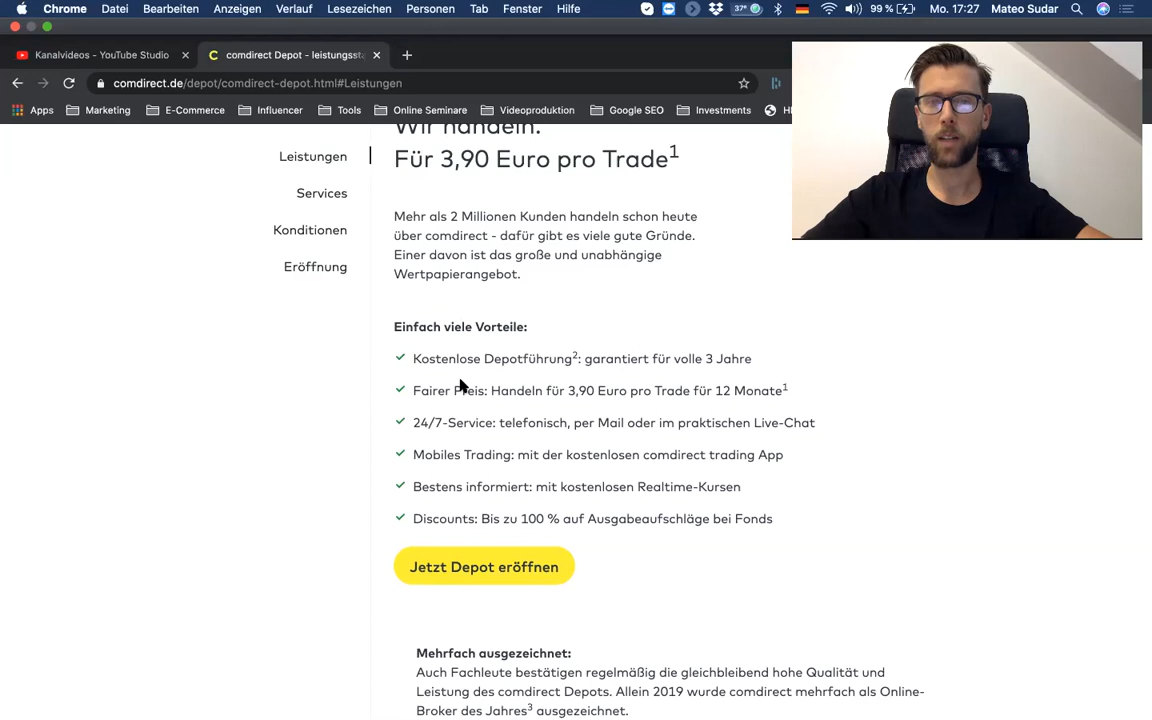 Chrome Datei Bearbeiten Anzeigen Verlauf Lesezeichen Personen Tab Fenster Hilfe 37° 99 % Mo. 17:27 Mateo Sudar
Kanalvideos - YouTube Studio comdirect Depot - leistungssta
comdirect.de/depot/comdirect-depot.html#Leistungen
Apps Marketing E-Commerce Influencer Tools Online Seminare Videoproduktion Google SEO Investments
Wir handeln.
Für 3,90 Euro pro Trade1
Leistungen
Services
Konditionen
Eröffnung
Mehr als 2 Millionen Kunden handeln schon heute
über comdirect - dafür gibt es viele gute Gründe.
Einer davon ist das große und unabhängige
Wertpapierangebot.
Einfach viele Vorteile:
Kostenlose Depotführung2: garantiert für volle 3 Jahre
Fairer Preis: Handeln für 3,90 Euro pro Trade für 12 Monate1
24/7-Service: telefonisch, per Mail oder im praktischen Live-Chat
Mobiles Trading: mit der kostenlosen comdirect trading App
Bestens informiert: mit kostenlosen Realtime-Kursen
Discounts: Bis zu 100 % auf Ausgabeaufschläge bei Fonds
Jetzt Depot eröffnen
Mehrfach ausgezeichnet:
Auch Fachleute bestätigen regelmäßig die gleichbleibend hohe Qualität und
Leistung des comdirect Depots. Allein 2019 wurde comdirect mehrfach als Online-
Broker des Jahres3 ausgezeichnet.